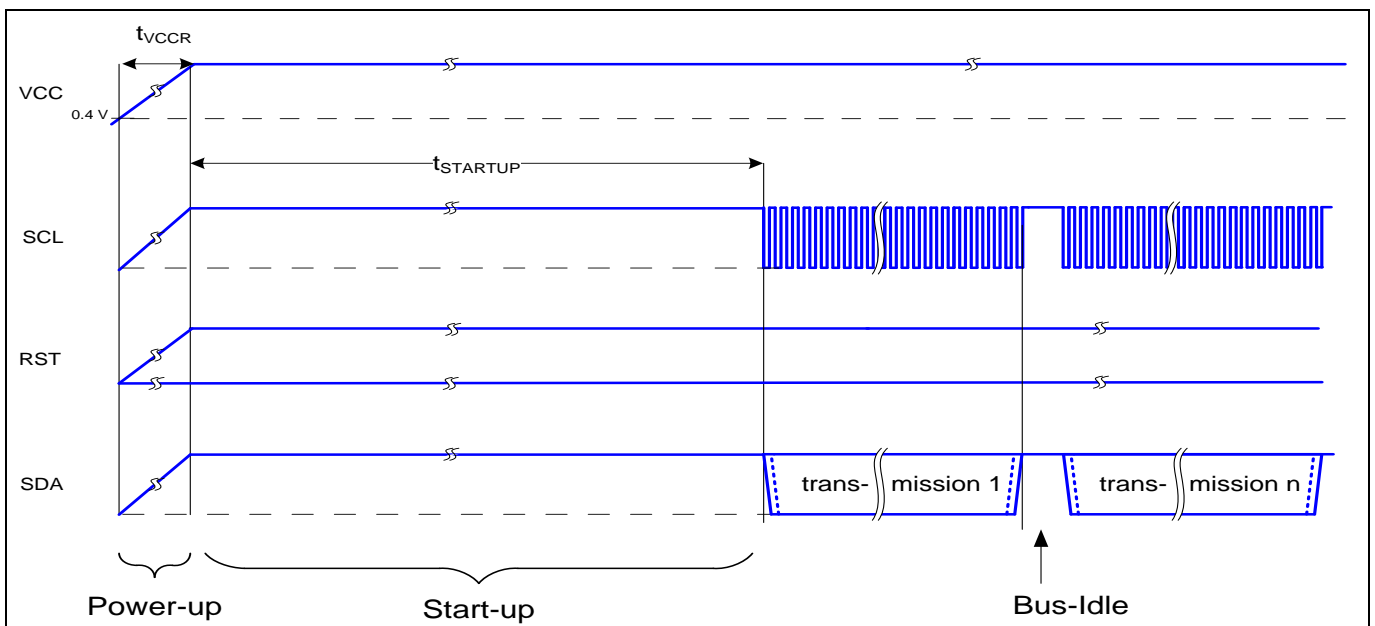 tVCCR
VCC
0.4 V
tSTARTUP
SCL
RST
SDA
trans- mission 1
trans- mission n
Power-up
Start-up
Bus-Idle